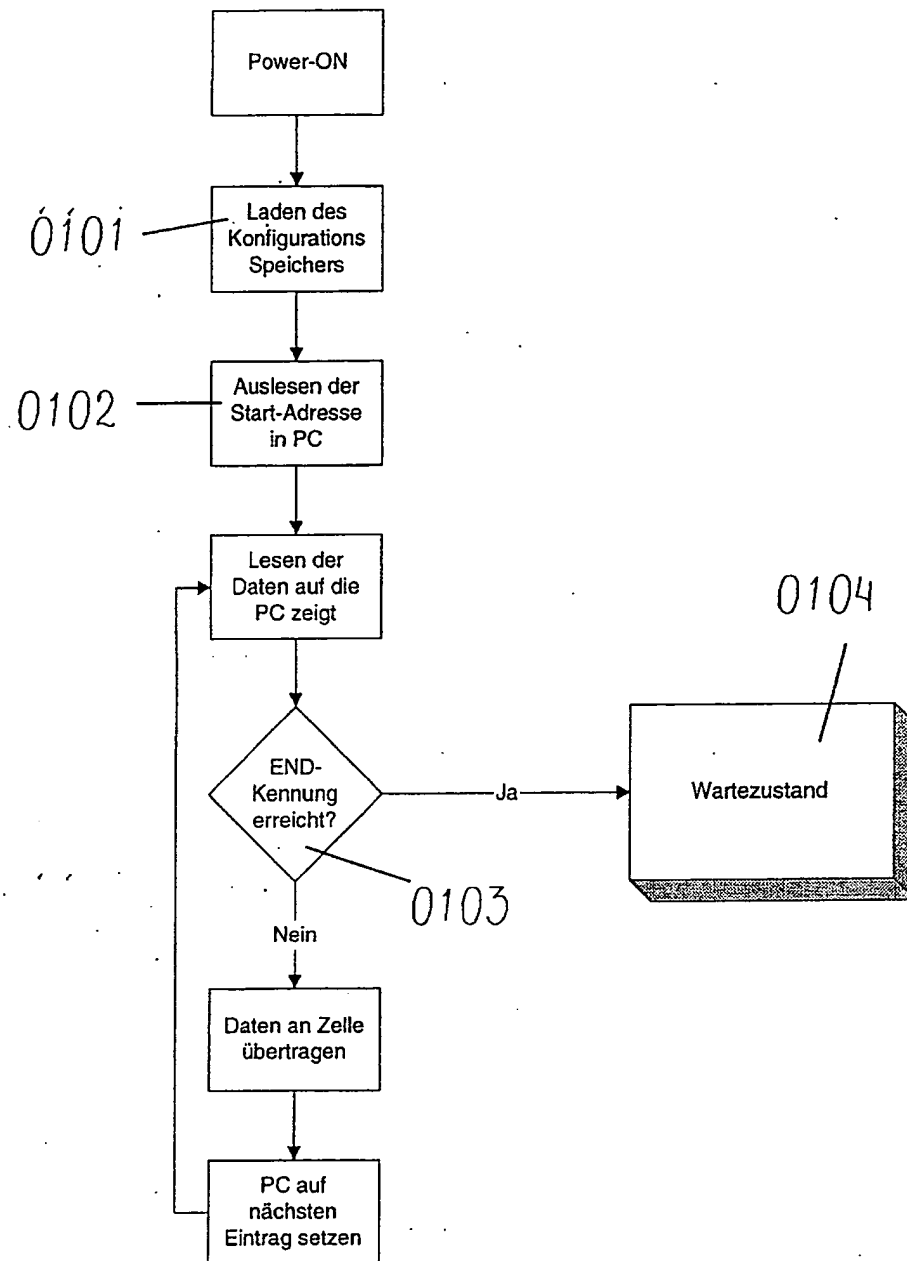 Power-ON
0101
Laden des
Konfigurations
Speichers
0102
Auslesen der
Start-Adresse
in PC
Lesen der
Daten auf die
PC zeigt
0104
END-
Kennung
erreicht?
Ja
Wartezustand
0103
Nein
Daten an Zelle
übertragen
PC auf
nächsten
Eintrag setzen